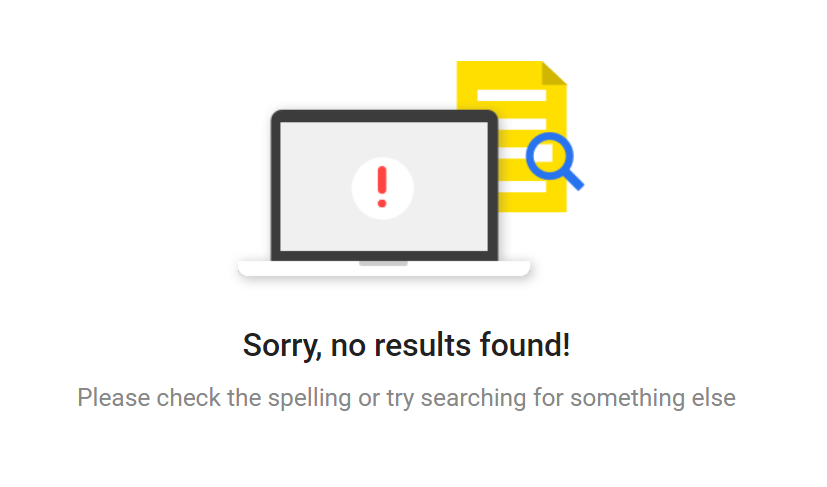 Sorry, no results found!
Please check the spelling or try searching for something else